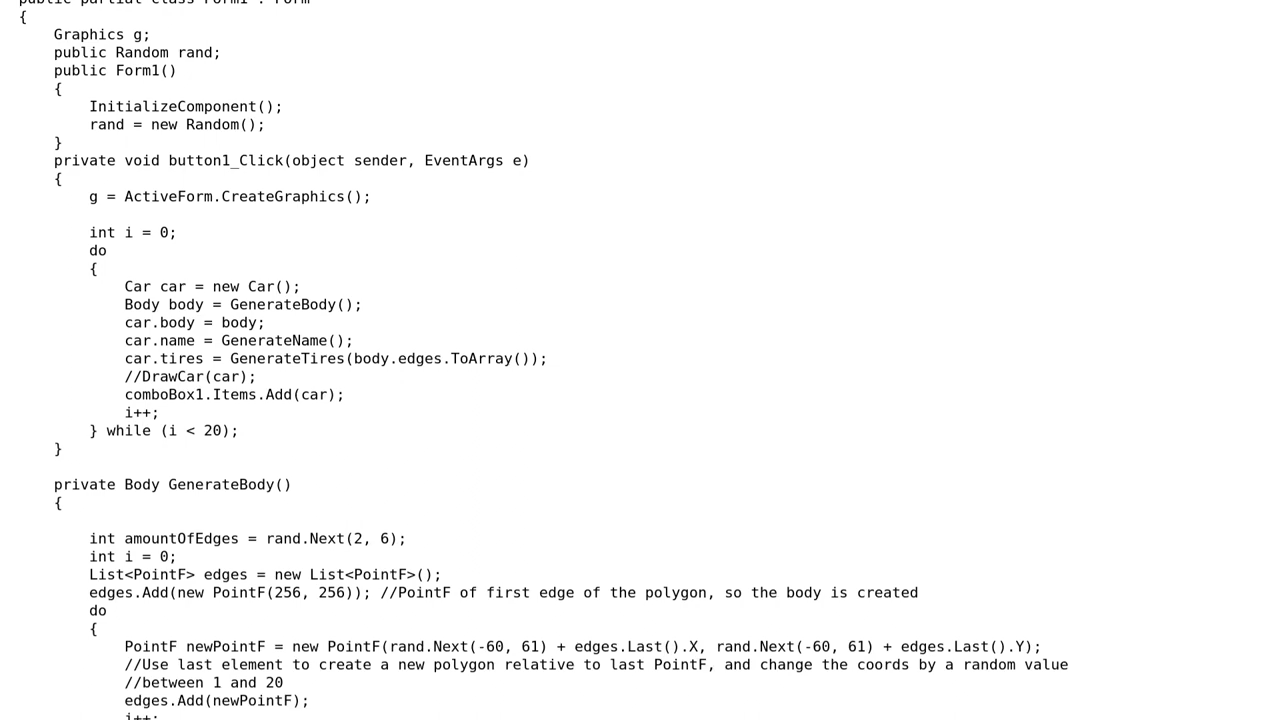 public partial class Form1 : Form
{
    Graphics g;
    public Random rand;
    public Form1()
    {
        InitializeComponent();
        rand = new Random();
    }
    private void button1_Click(object sender, EventArgs e)
    {
        g = ActiveForm.CreateGraphics();

        int i = 0;
        do
        {
            Car car = new Car();
            Body body = GenerateBody();
            car.body = body;
            car.name = GenerateName();
            car.tires = GenerateTires(body.edges.ToArray());
            //DrawCar(car);
            comboBox1.Items.Add(car);
            i++;
        } while (i < 20);
    }

    private Body GenerateBody()
    {

        int amountOfEdges = rand.Next(2, 6);
        int i = 0;
        List<PointF> edges = new List<PointF>();
        edges.Add(new PointF(256, 256)); //PointF of first edge of the polygon, so the body is created
        do
        {
            PointF newPointF = new PointF(rand.Next(-60, 61) + edges.Last().X, rand.Next(-60, 61) + edges.Last().Y);
            //Use last element to create a new polygon relative to last PointF, and change the coords by a random value
            //between 1 and 20
            edges.Add(newPointF);
            i++;